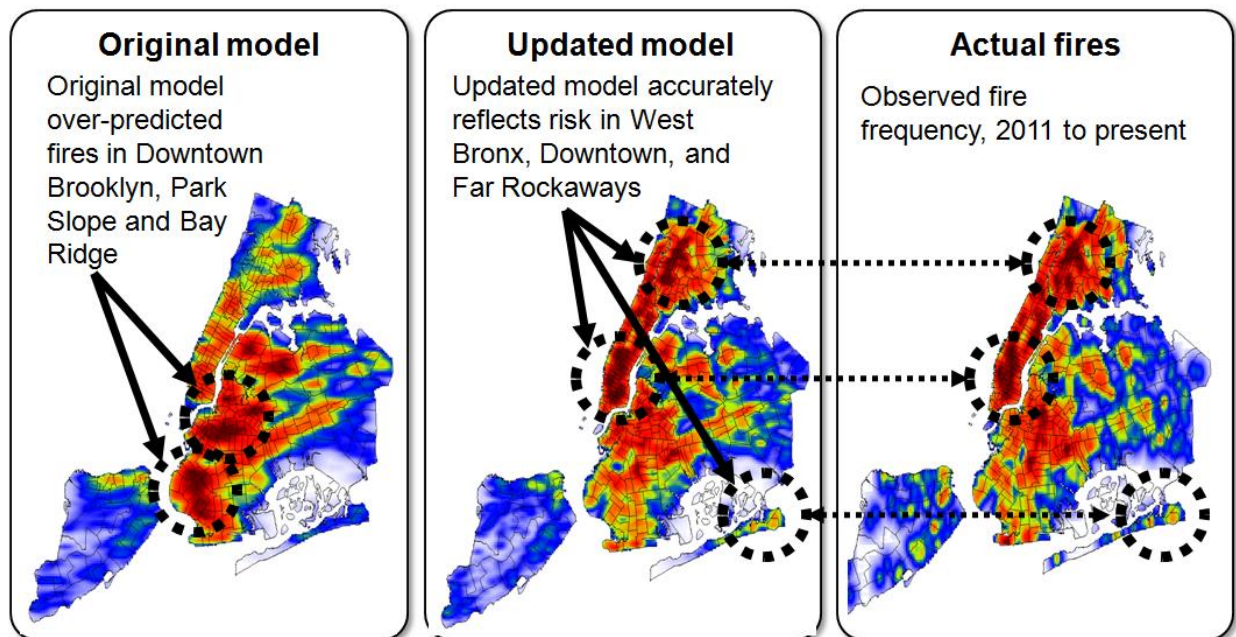 Original model
Original model
over-predicted
fires in Downtown
Brooklyn, Park
Slope and Bay
Ridge
Updated model
Updated model accurately
reflects risk in West
Bronx, Downtown, and
Far Rockaways
Actual fires
Observed fire
frequency, 2011 to present